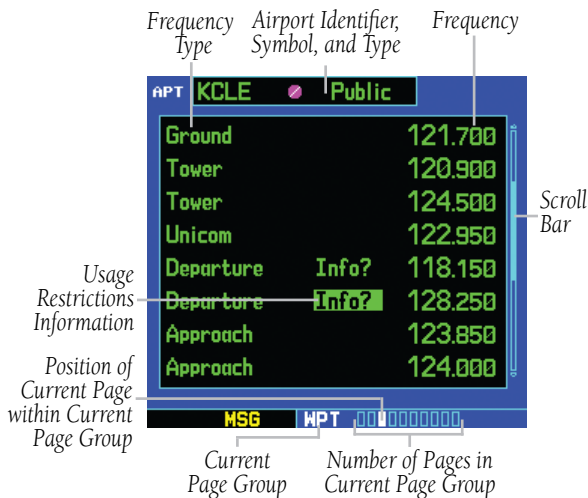 Frequency Type
Airport Identifier, Symbol, and Type
Frequency
APT KCLE Public
Ground 121.700
Tower 120.900
Tower 124.500
Unicom 122.950
Departure Info? 118.150
Departure Info? 128.250
Approach 123.850
Approach 124.000
Scroll Bar
Usage Restrictions Information
Position of Current Page within Current Page Group
MSG WPT
Current Page Group
Number of Pages in Current Page Group